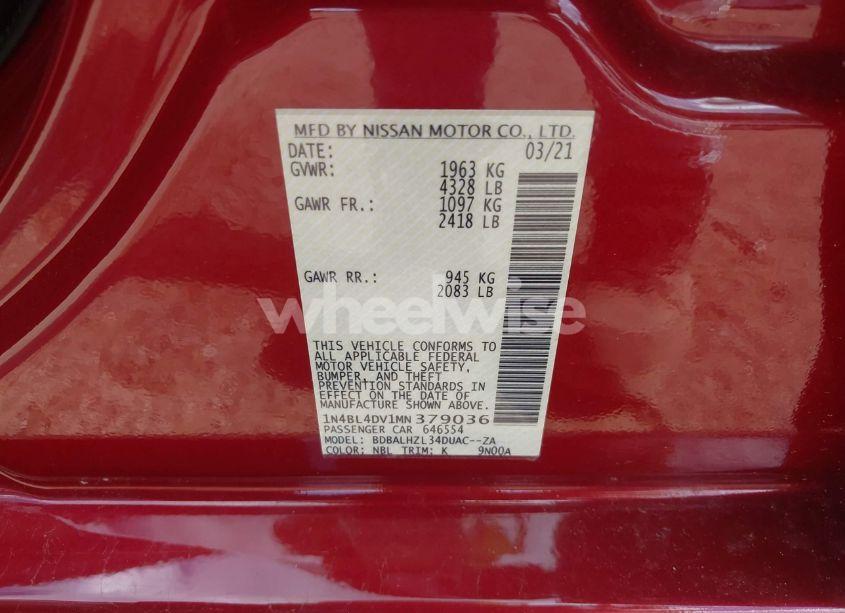 MFD BY NISSAN MOTOR CO., LTD.
DATE: 03/21
GVWR: 1963 KG
4328 LB
GAWR FR.: 1097 KG
2418 LB
GAWR RR.: 945 KG
2083 LB
wheelwise
THIS VEHICLE CONFORMS TO
ALL APPLICABLE FEDERAL
MOTOR VEHICLE SAFETY,
BUMPER, AND THEFT
PREVENTION STANDARDS IN
EFFECT ON THE DATE OF
MANUFACTURE SHOWN ABOVE.
1N4BL4DV1MN379036
PASSENGER CAR 646554
MODEL: BDBALHZL34DUAC--ZA
COLOR: NBL TRIM: K 9N00A